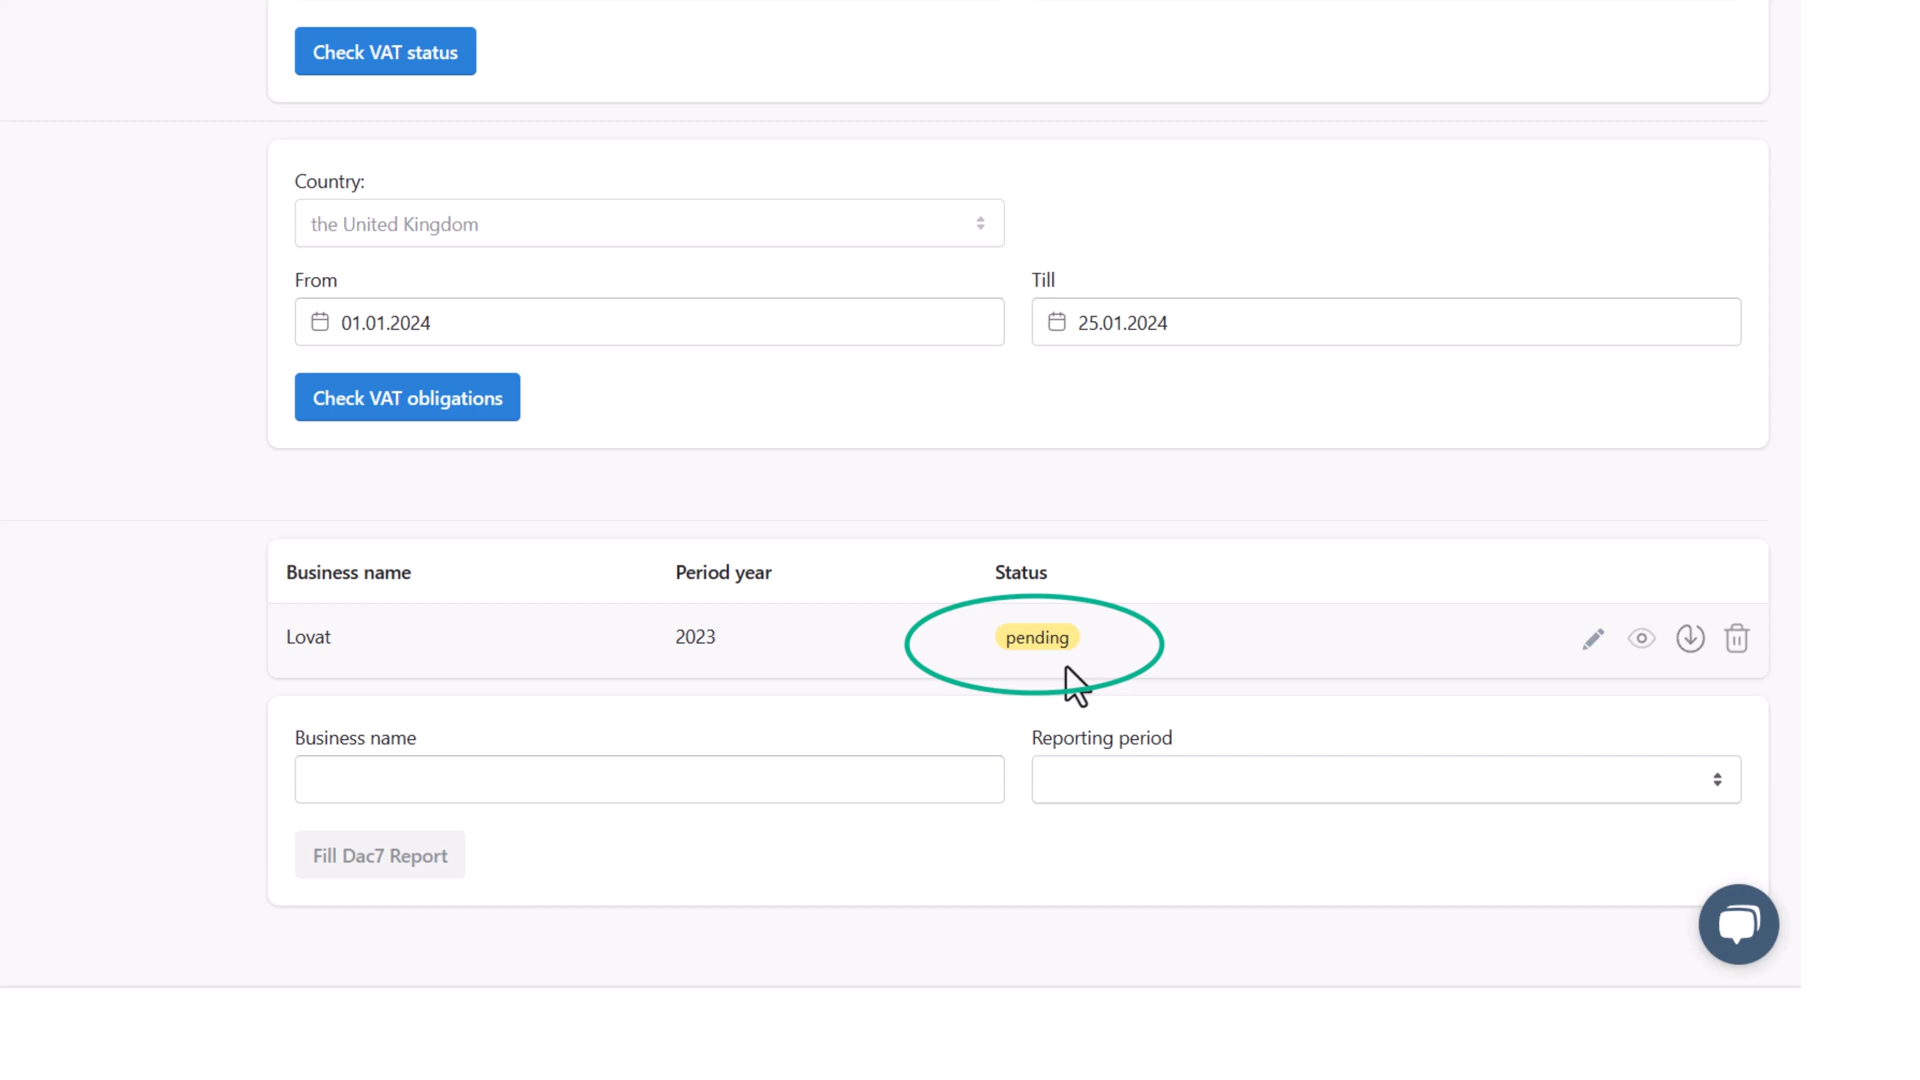 Check VAT status
Country:
the United Kingdom
From Till
01.01.2024 25.01.2024
Check VAT obligations
Business name Period year Status
Lovat 2023 pending
Business name Reporting period
Fill Dac7 Report